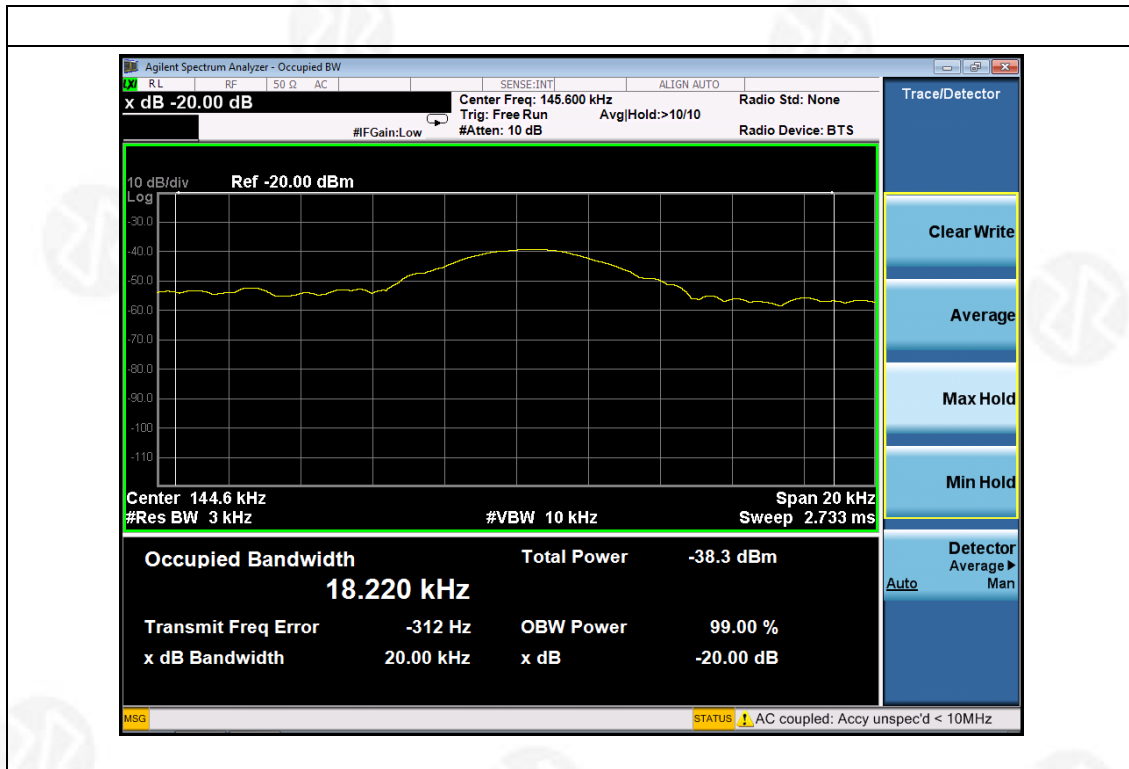 Agilent Spectrum Analyzer - Occupied BW
LXI RL RF 50 Ω AC SENSE:INT ALIGN AUTO
x dB -20.00 dB
Center Freq: 145.600 kHz Radio Std: None
Trig: Free Run Avg|Hold:>10/10
#IFGain:Low #Atten: 10 dB Radio Device: BTS
10 dB/div Ref -20.00 dBm
Log
-30.0
-40.0
-50.0
-60.0
-70.0
-80.0
-90.0
-100
-110
Center 144.6 kHz Span 20 kHz
#Res BW 3 kHz #VBW 10 kHz Sweep 2.733 ms
Occupied Bandwidth Total Power -38.3 dBm
18.220 kHz
Transmit Freq Error -312 Hz OBW Power 99.00 %
x dB Bandwidth 20.00 kHz x dB -20.00 dB
Trace/Detector
Clear Write
Average
Max Hold
Min Hold
Detector
Average
Auto Man
MSG STATUS AC coupled: Accy unspec'd < 10MHz